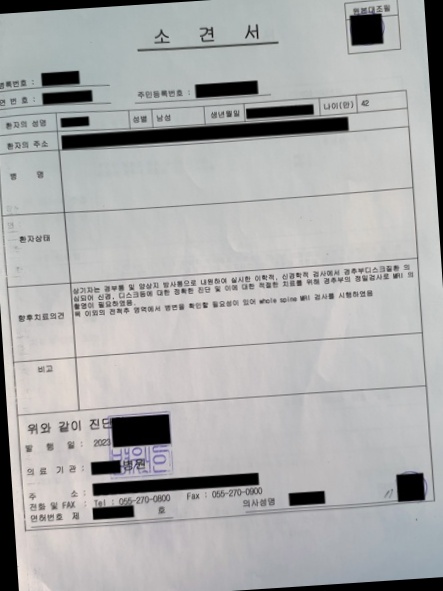 원본대조필
소 견 서
병록번호 :
연 번 호 :
주민등록번호 :
환자의 성명
성별
남성
생년월일
나이(만)
42
환자의 주소
병 명
환자상태
향후치료의견
상기자는 경부통 및 양상지 방사통으로 내원하여 실시한 이학적, 신경학적 검사에서 경추부디스크질환 의
심되어 신경, 디스크등에 대한 정확한 진단 및 이에 대한 적절한 치료를 위해 경추부의 정밀검사로 MRI 의
촬영이 필요하였음.
목 이외의 전척추 영역에서 병변을 확인할 필요성이 있어 whole spine MRI 검사를 시행하였음
비고
위와 같이 진단
발 행 일 : 2023
의 료 기 관 : 병원
주 소 :
전화 및 FAX : Tel : 055-270-0800 Fax : 055-270-0900
면허번호 제 호
의사성명